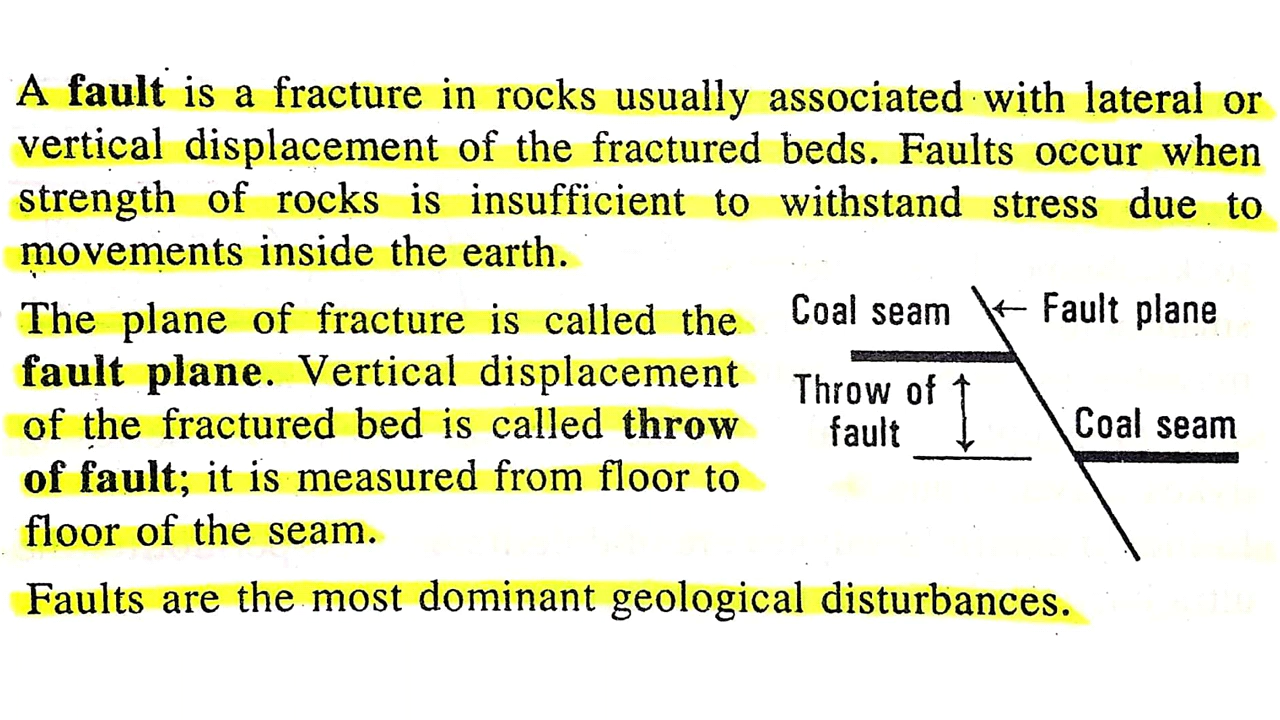 A fault is a fracture in rocks usually associated with lateral or
vertical displacement of the fractured beds. Faults occur when
strength of rocks is insufficient to withstand stress due to
movements inside the earth.
The plane of fracture is called the
fault plane. Vertical displacement
of the fractured bed is called throw
of fault; it is measured from floor to
floor of the seam.
Coal seam ← Fault plane
Throw of
fault
Coal seam
Faults are the most dominant geological disturbances.